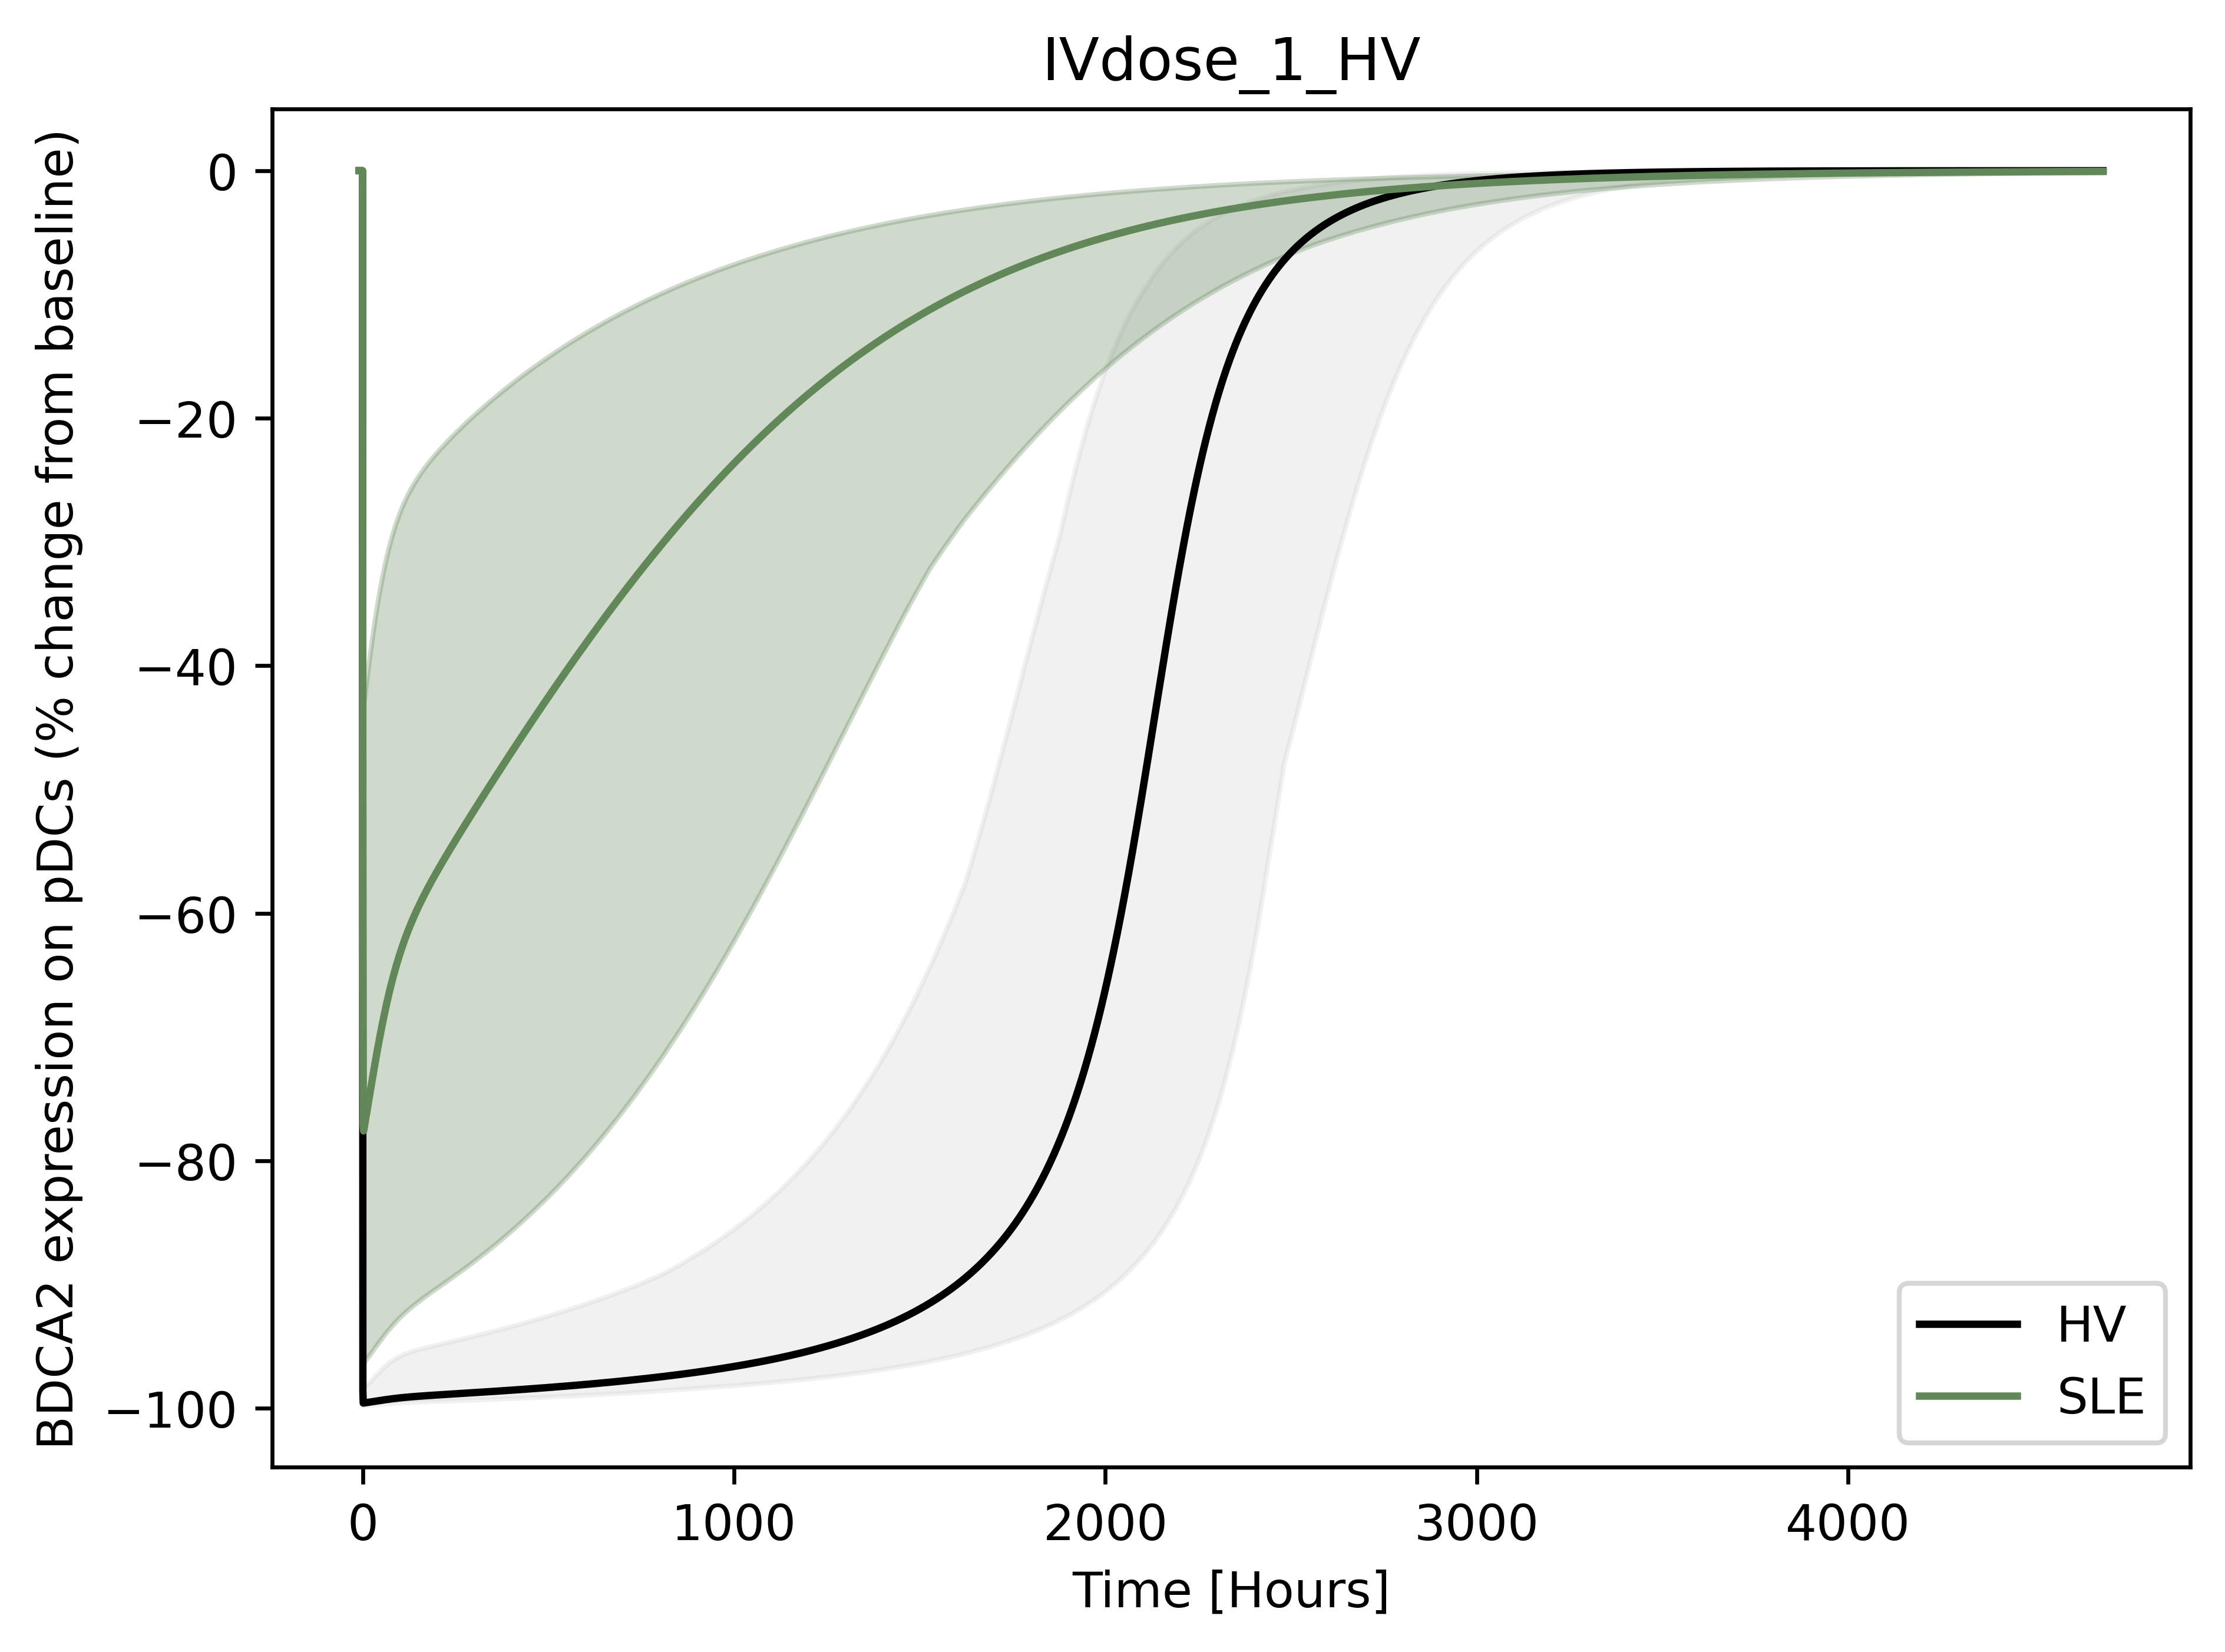 IVdose_1_HV
BDCA2 expression on pDCs (% change from baseline)
0
−20
−40
−60
−80
−100
0 1000 2000 3000 4000
Time [Hours]
HV
SLE